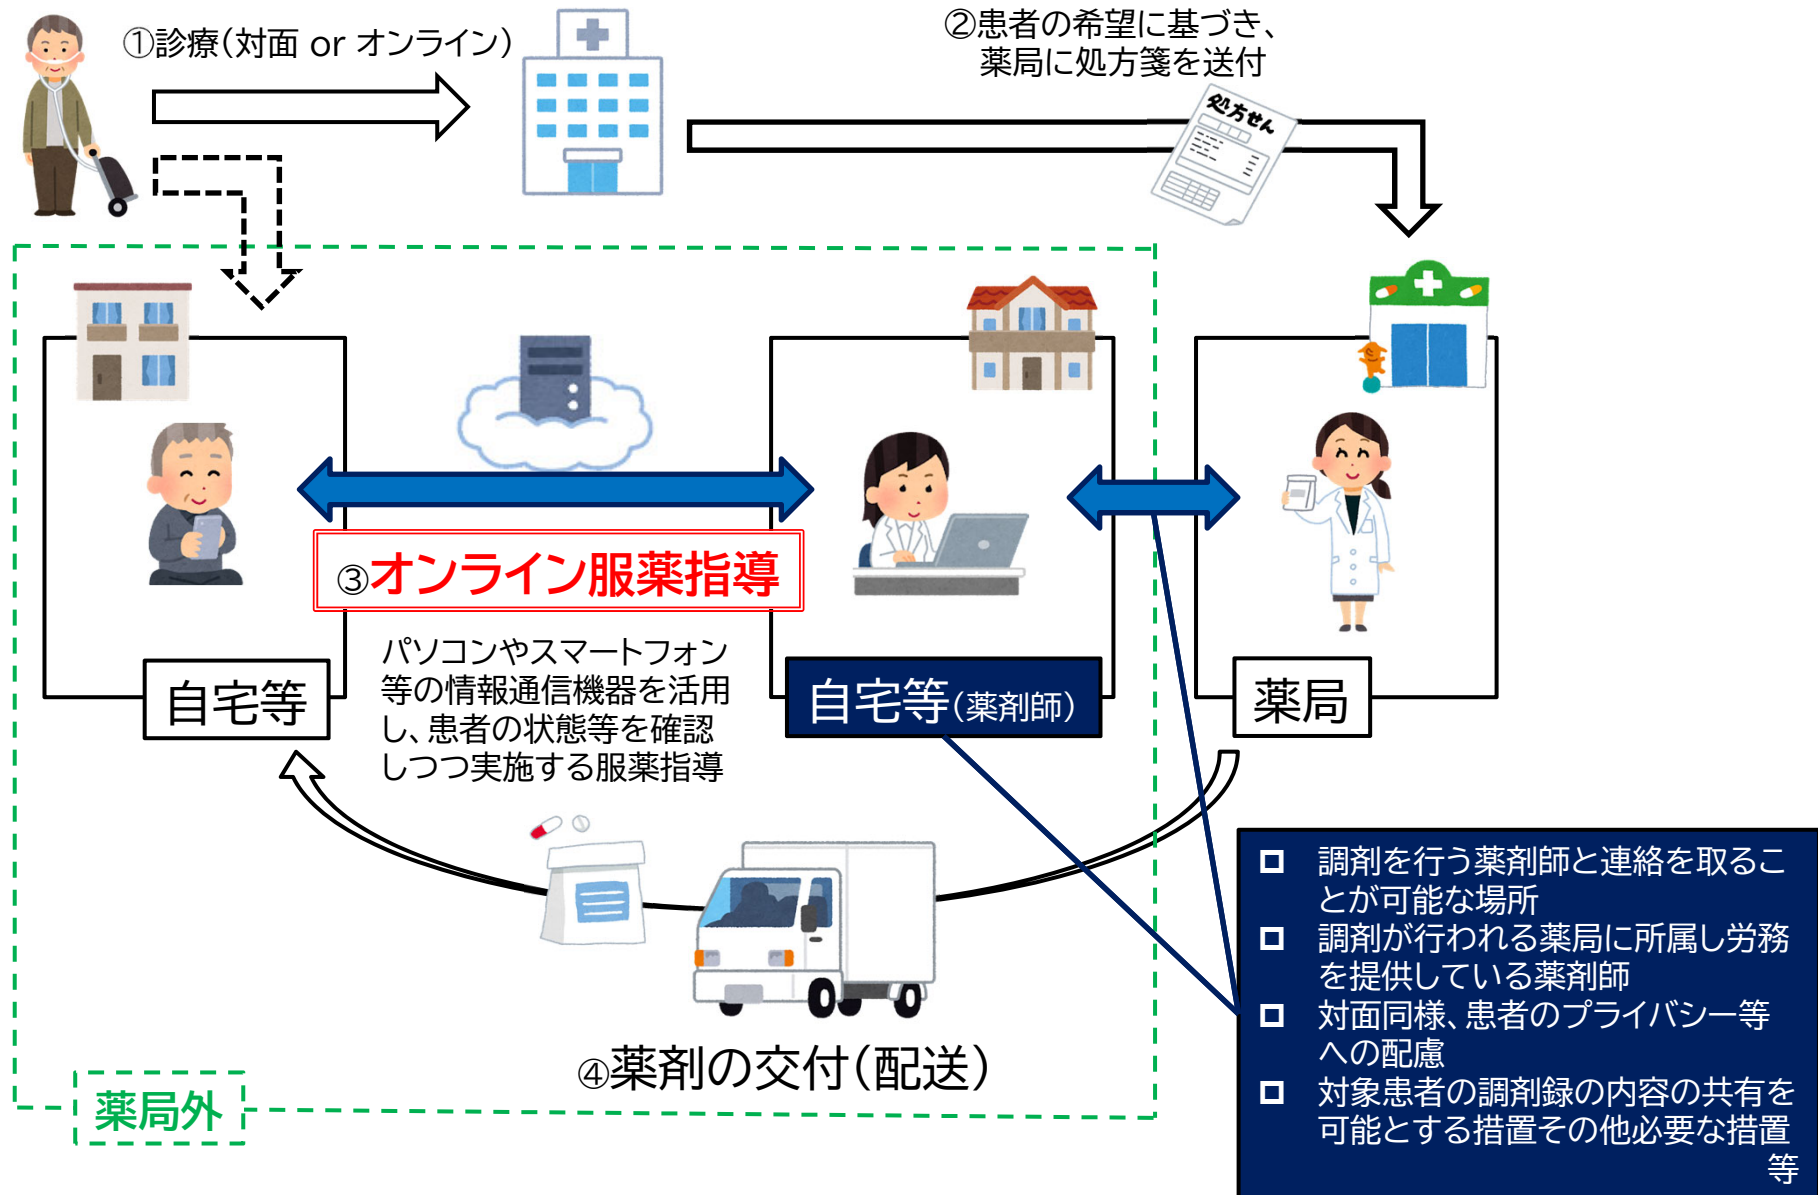 ①診療(対面 or オンライン)
②患者の希望に基づき、
薬局に処方箋を送付
処方せん
③オンライン服薬指導
パソコンやスマートフォン
等の情報通信機器を活用
し、患者の状態等を確認
しつつ実施する服薬指導
自宅等
自宅等(薬剤師)
薬局
④薬剤の交付(配送)
薬局外
調剤を行う薬剤師と連絡を取るこ
とが可能な場所
調剤が行われる薬局に所属し労務
を提供している薬剤師
対面同様、患者のプライバシー等
への配慮
対象患者の調剤録の内容の共有を
可能とする措置その他必要な措置
等